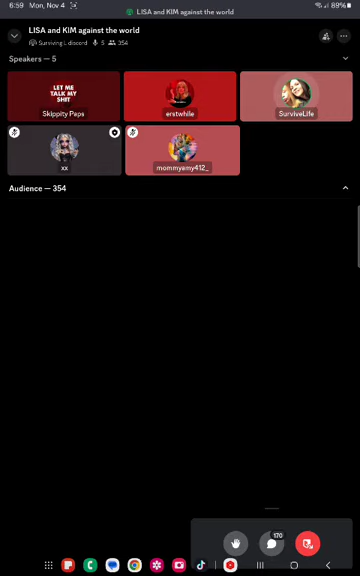 6:59 Mon, Nov 4
89%
LISA and KIM against the world
LISA and KIM against the world
Surviving L discord 5 354
Speakers — 5
LET ME
TALK MY
SHIT
Skippity Paps
erstwhile
SurviveLife
xx
mommyamy412_
Audience — 354
170